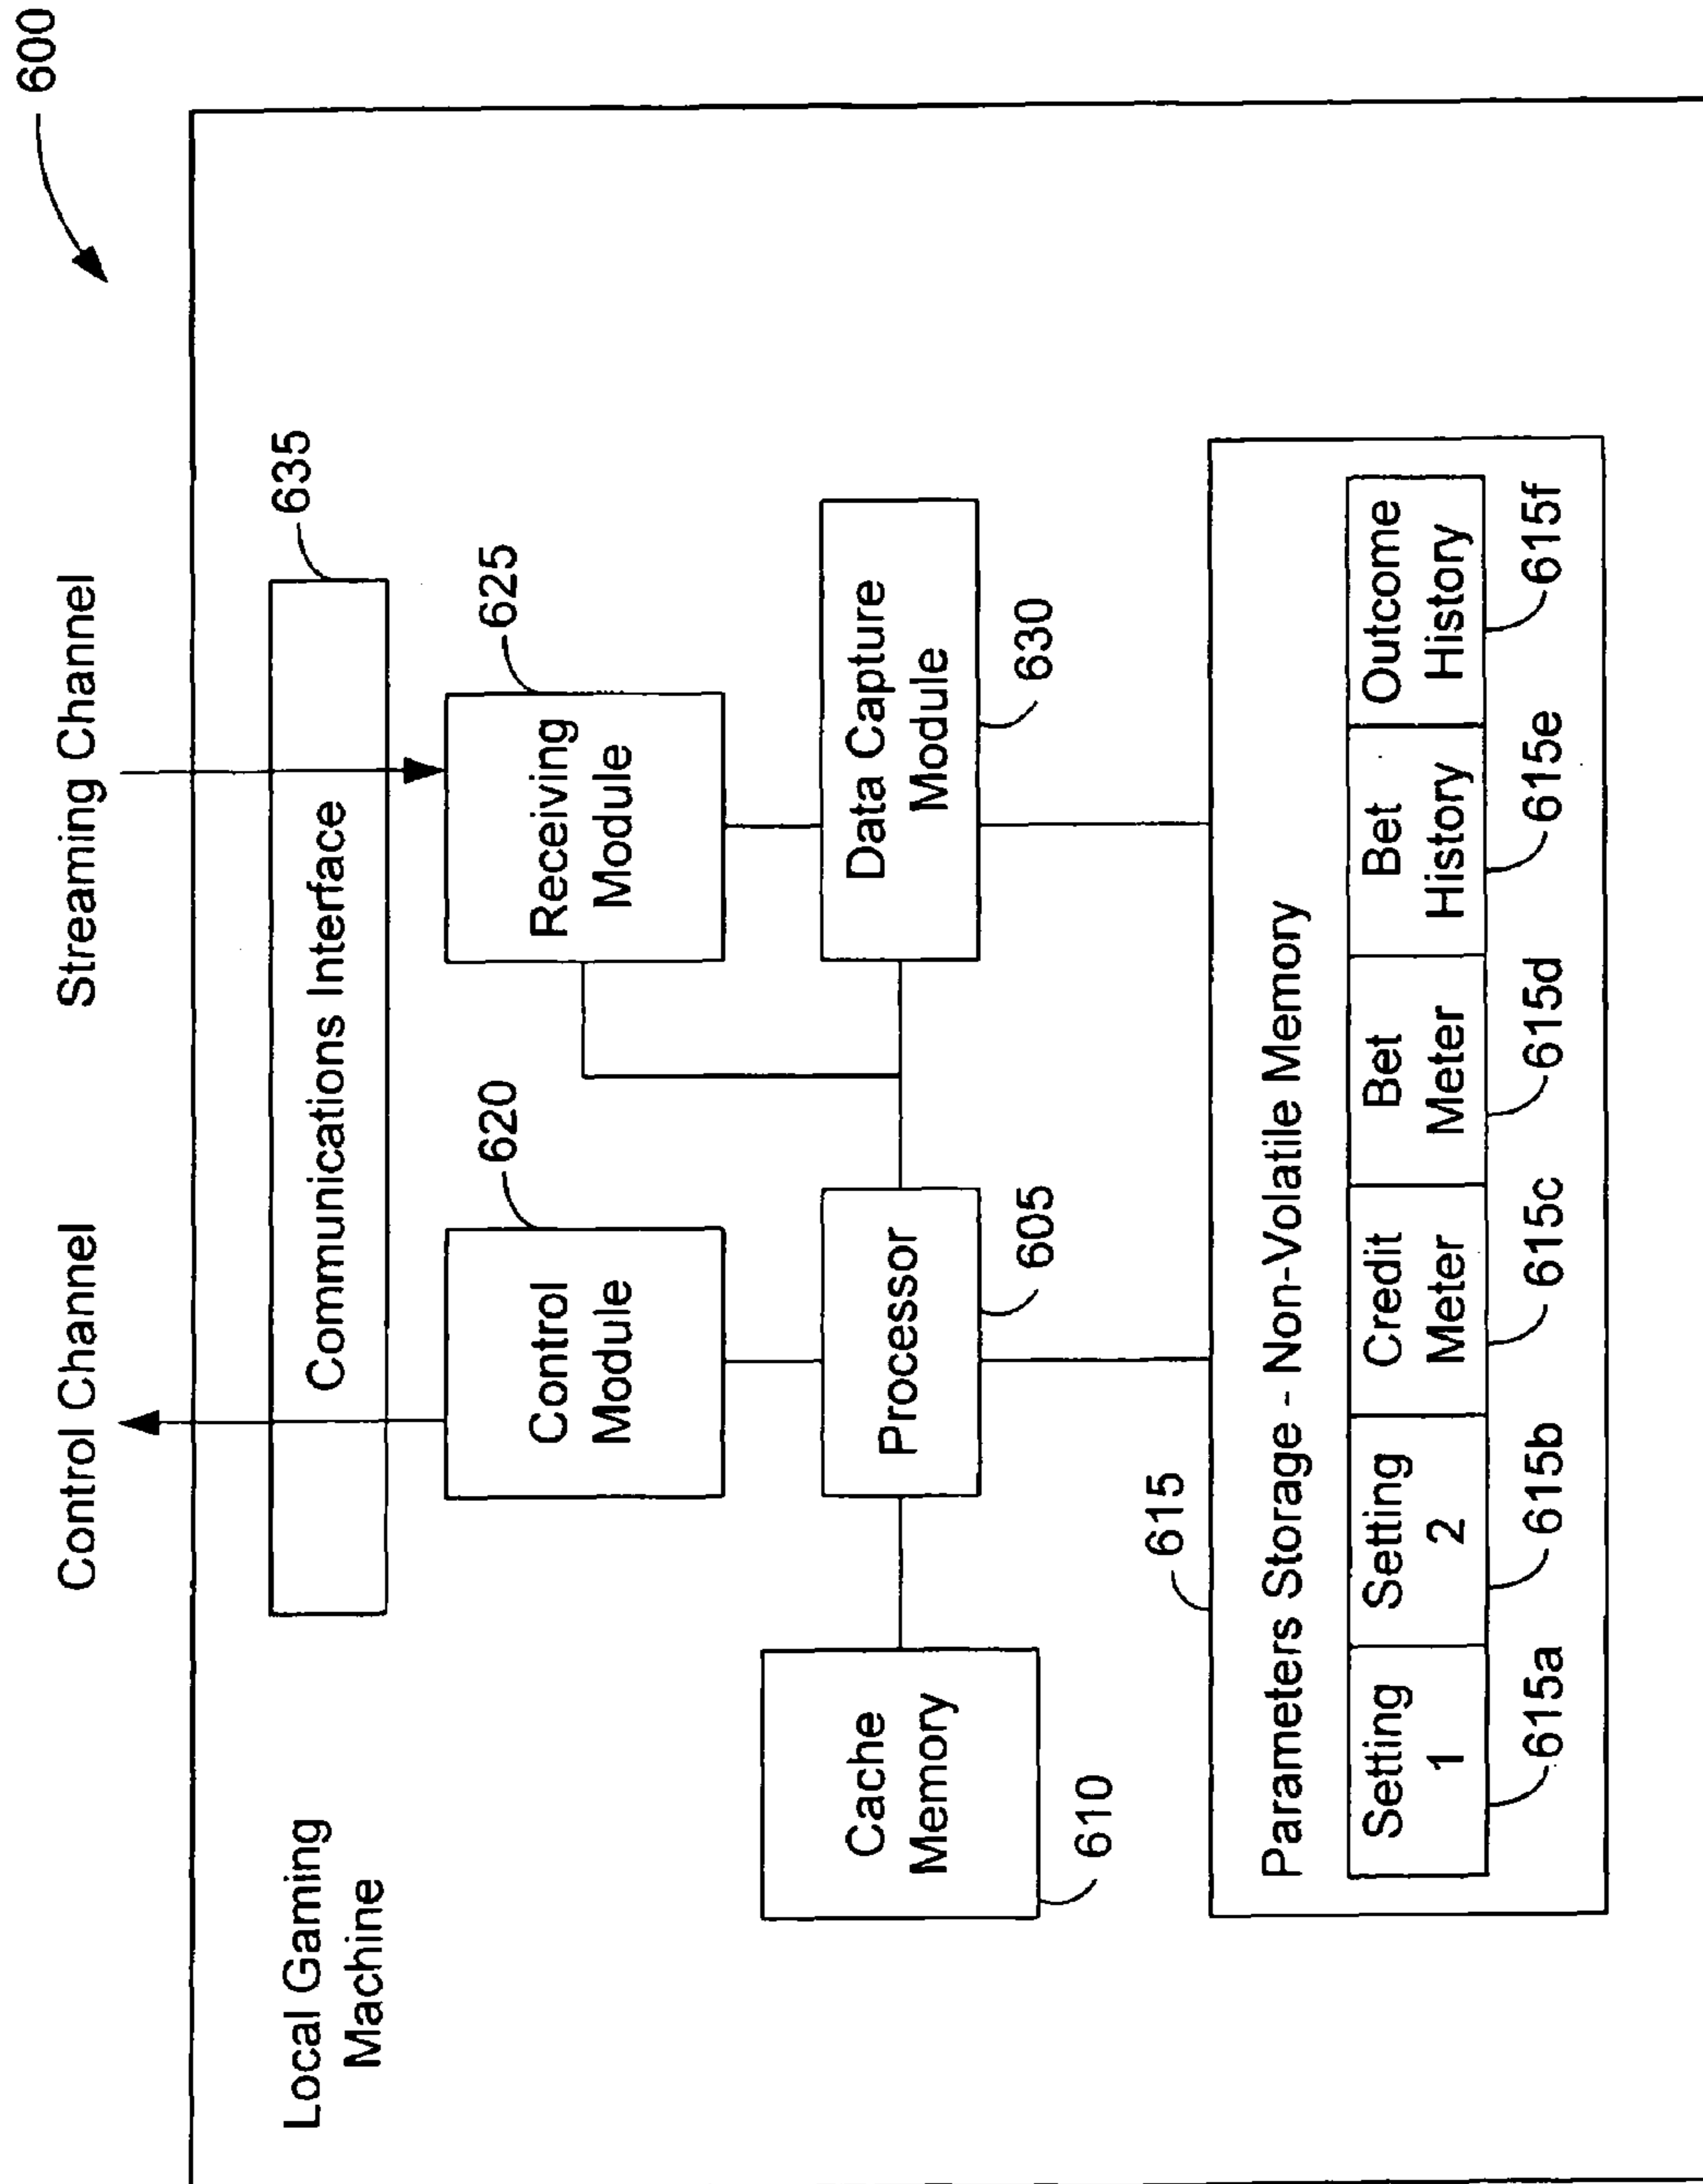 600
Control Channel
Streaming Channel
Local Gaming
Machine
Communications Interface
635
Control
Module
620
Receiving
Module
625
Cache
Memory
610
Processor
605
Data Capture
Module
630
615
Parameters Storage - Non-Volatile Memory
Setting
1
Setting
2
Credit
Meter
Bet
Meter
Bet
History
Outcome
History
615a
615b
615c
615d
615e
615f